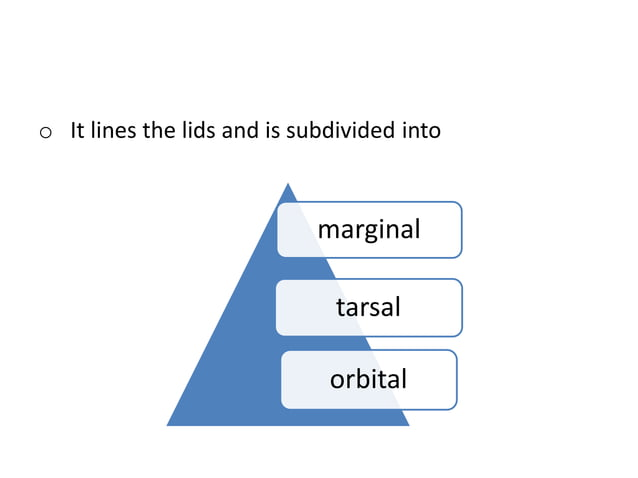 o It lines the lids and is subdivided into
marginal
tarsal
orbital